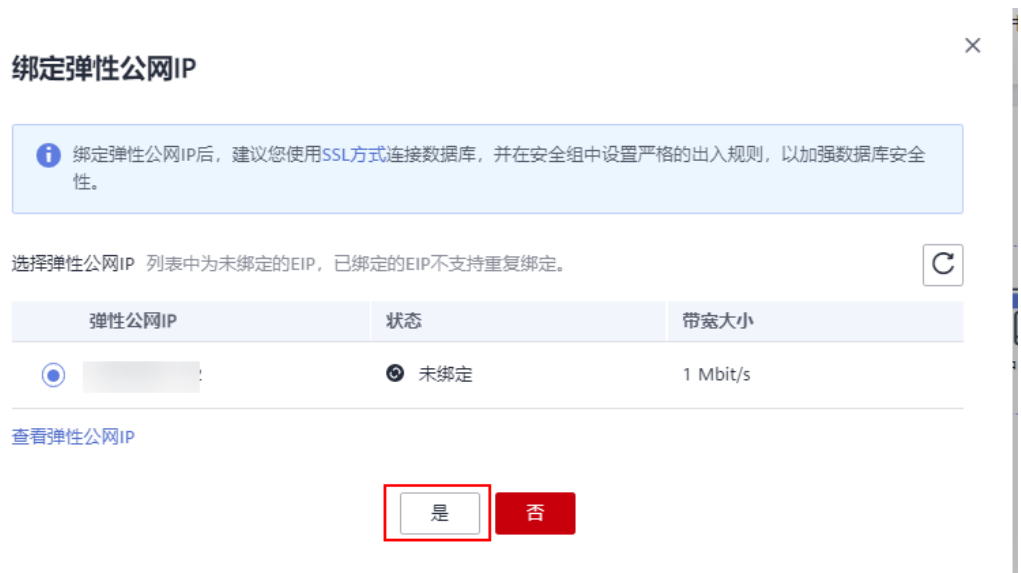 绑定弹性公网IP
绑定弹性公网IP后，建议您使用SSL方式连接数据库，并在安全组中设置严格的出入规则，以加强数据库安全
性。
选择弹性公网IP 列表中为未绑定的EIP，已绑定的EIP不支持重复绑定。
弹性公网IP 状态 带宽大小
未绑定 1 Mbit/s
查看弹性公网IP
是 否